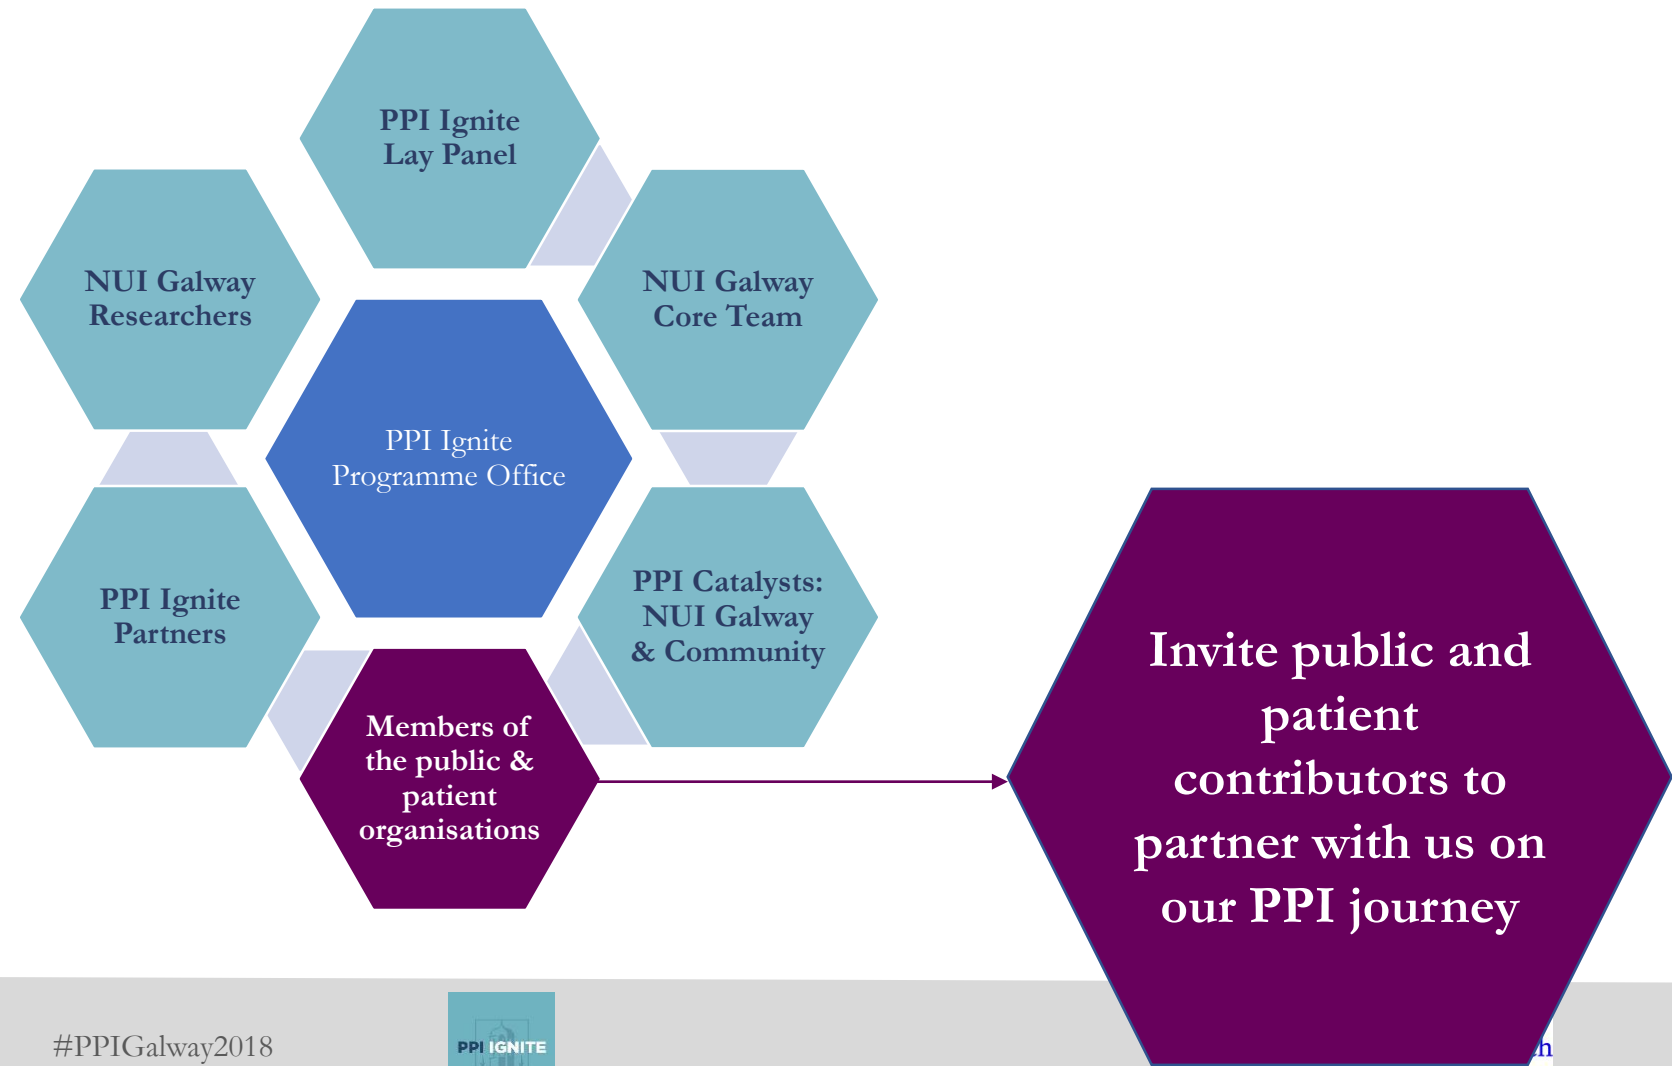 PPI Ignite
Lay Panel
NUI Galway
Researchers
NUI Galway
Core Team
PPI Ignite
Programme Office
PPI Ignite
Partners
PPI Catalysts:
NUI Galway
& Community
Members of
the public &
patient
organisations
Invite public and
patient
contributors to
partner with us on
our PPI journey
#PPIGalway2018
PPI IGNITE